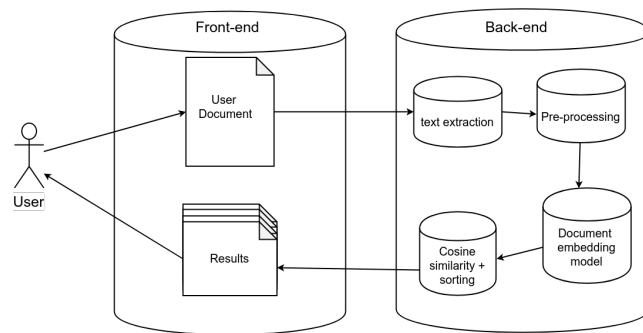 Front-end
Back-end
User
Document
text extraction
Pre-processing
User
Results
Cosine
similarity +
sorting
Document
embedding
model